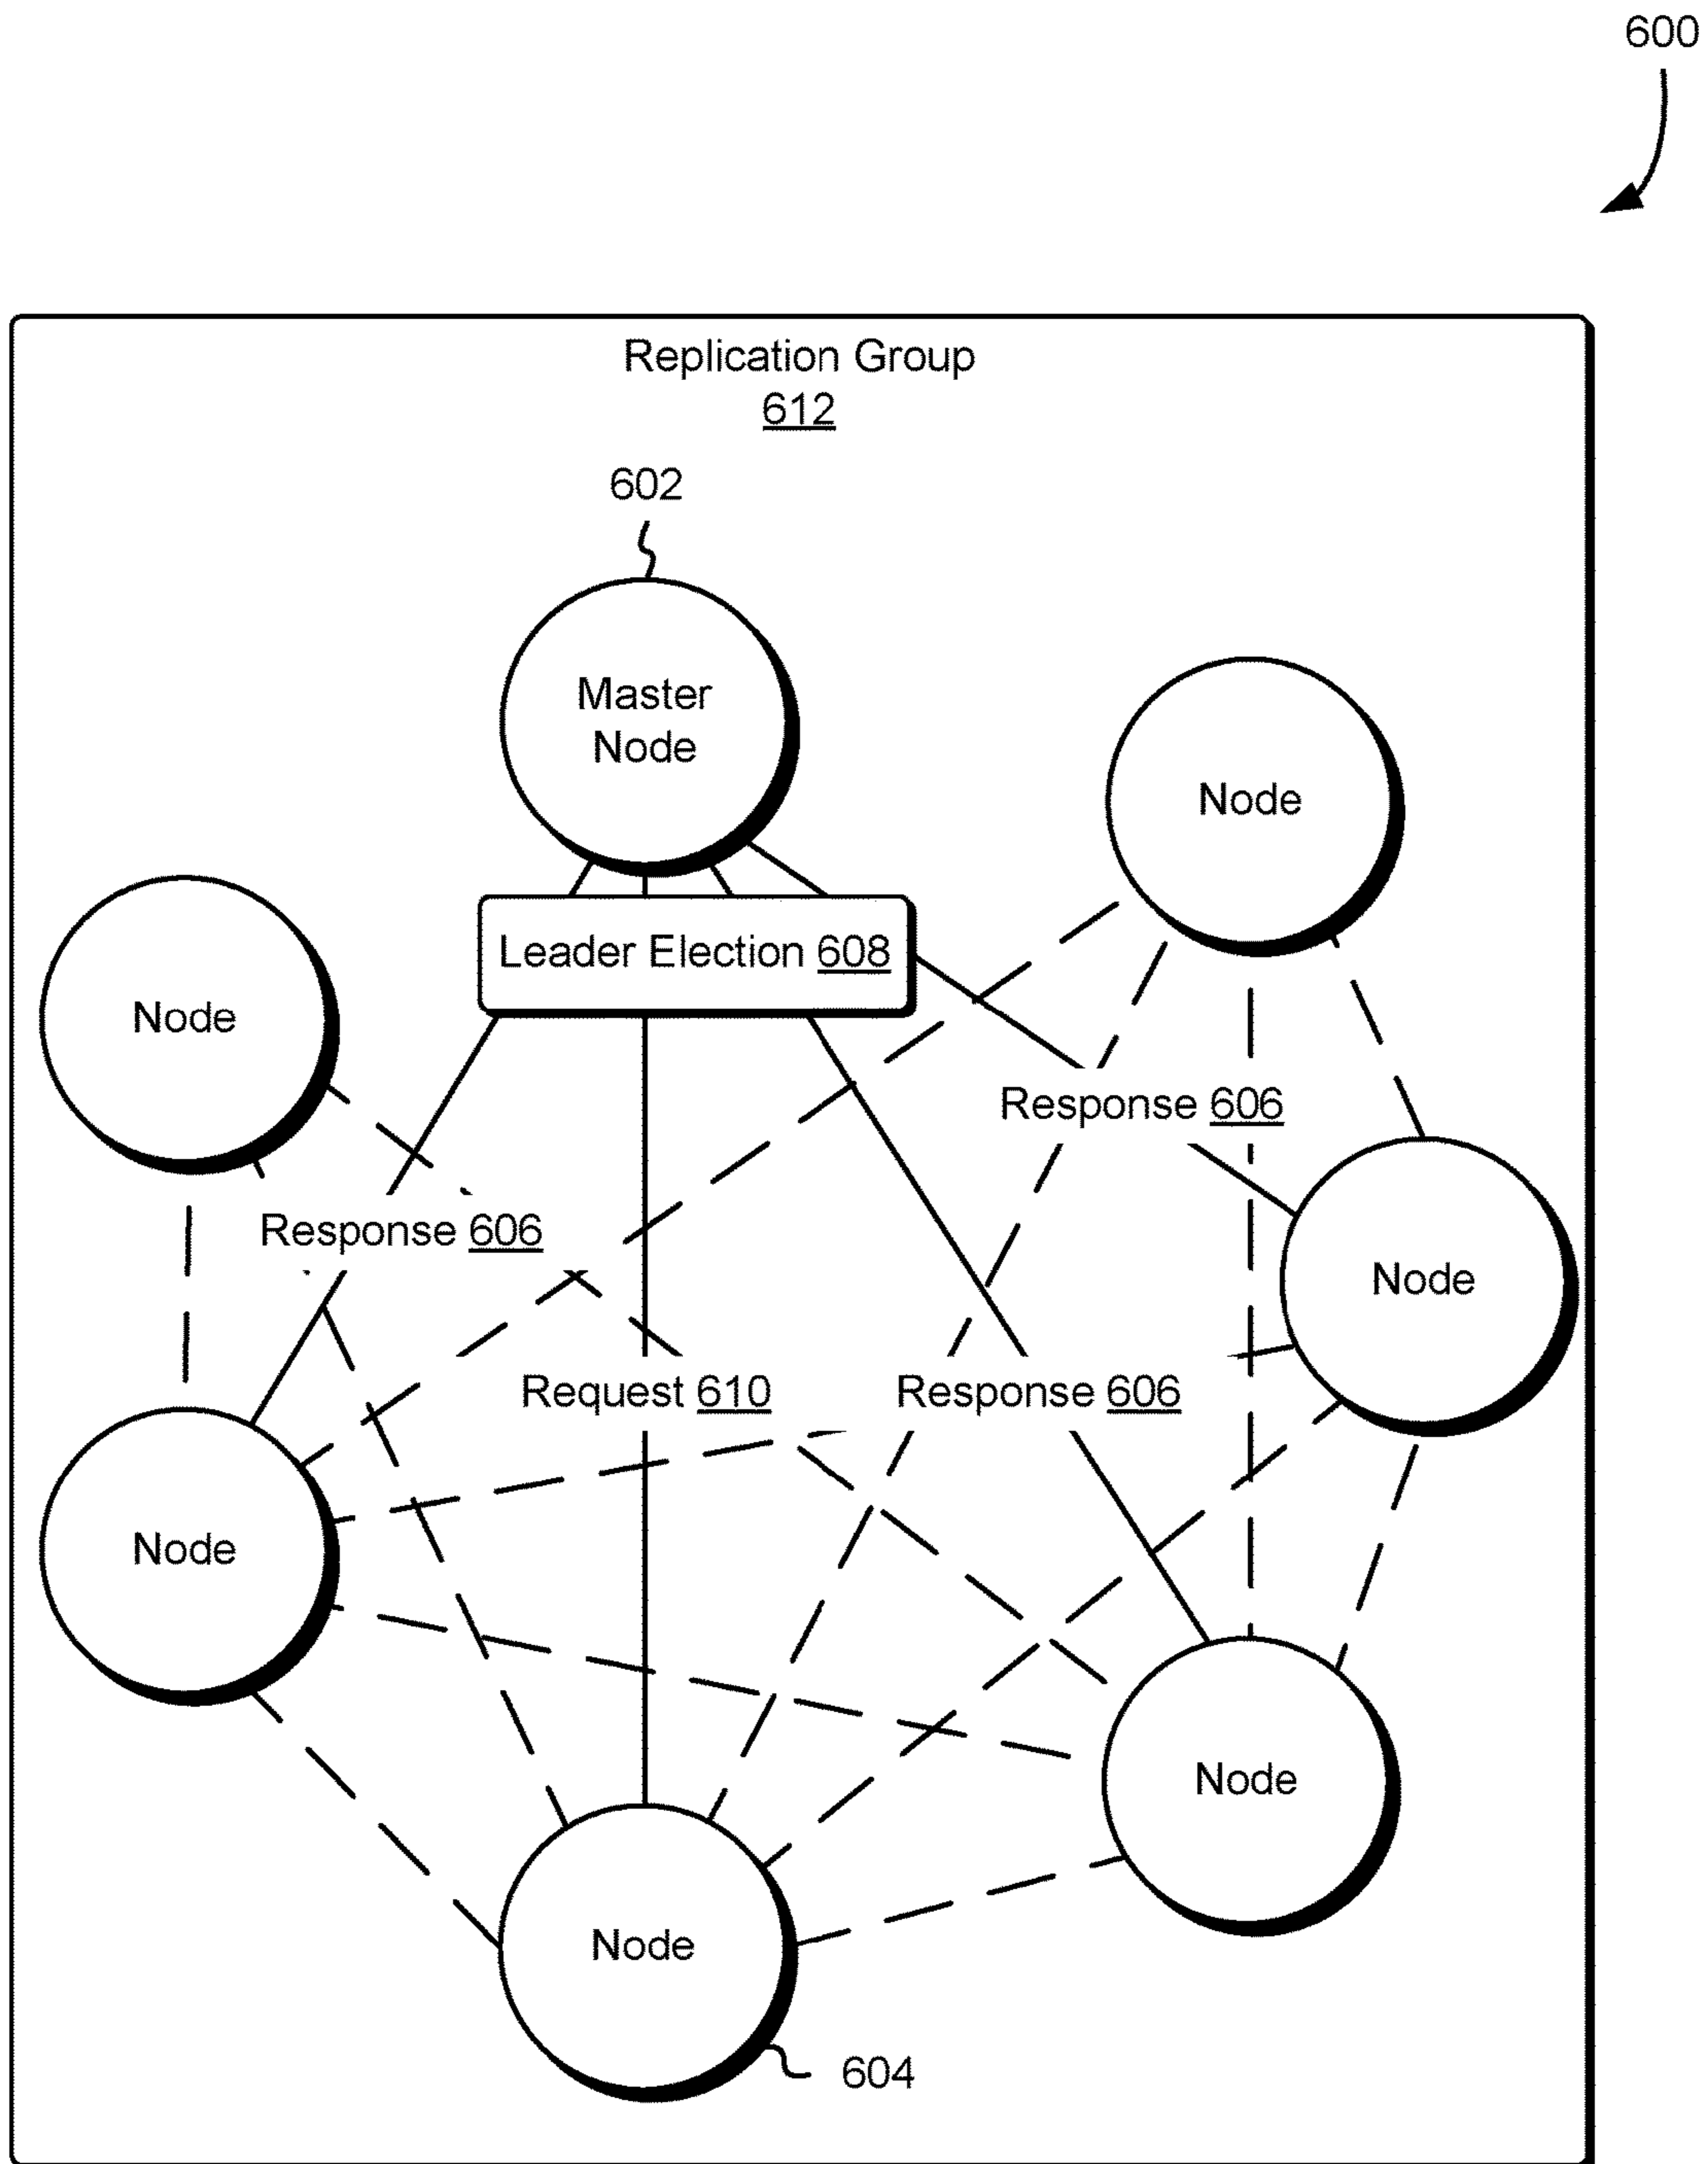 600
Replication Group
612
602
Master
Node
Node
Leader Election 608
Node
Response 606
Response 606
Node
Request 610
Response 606
Node
Node
Node
604